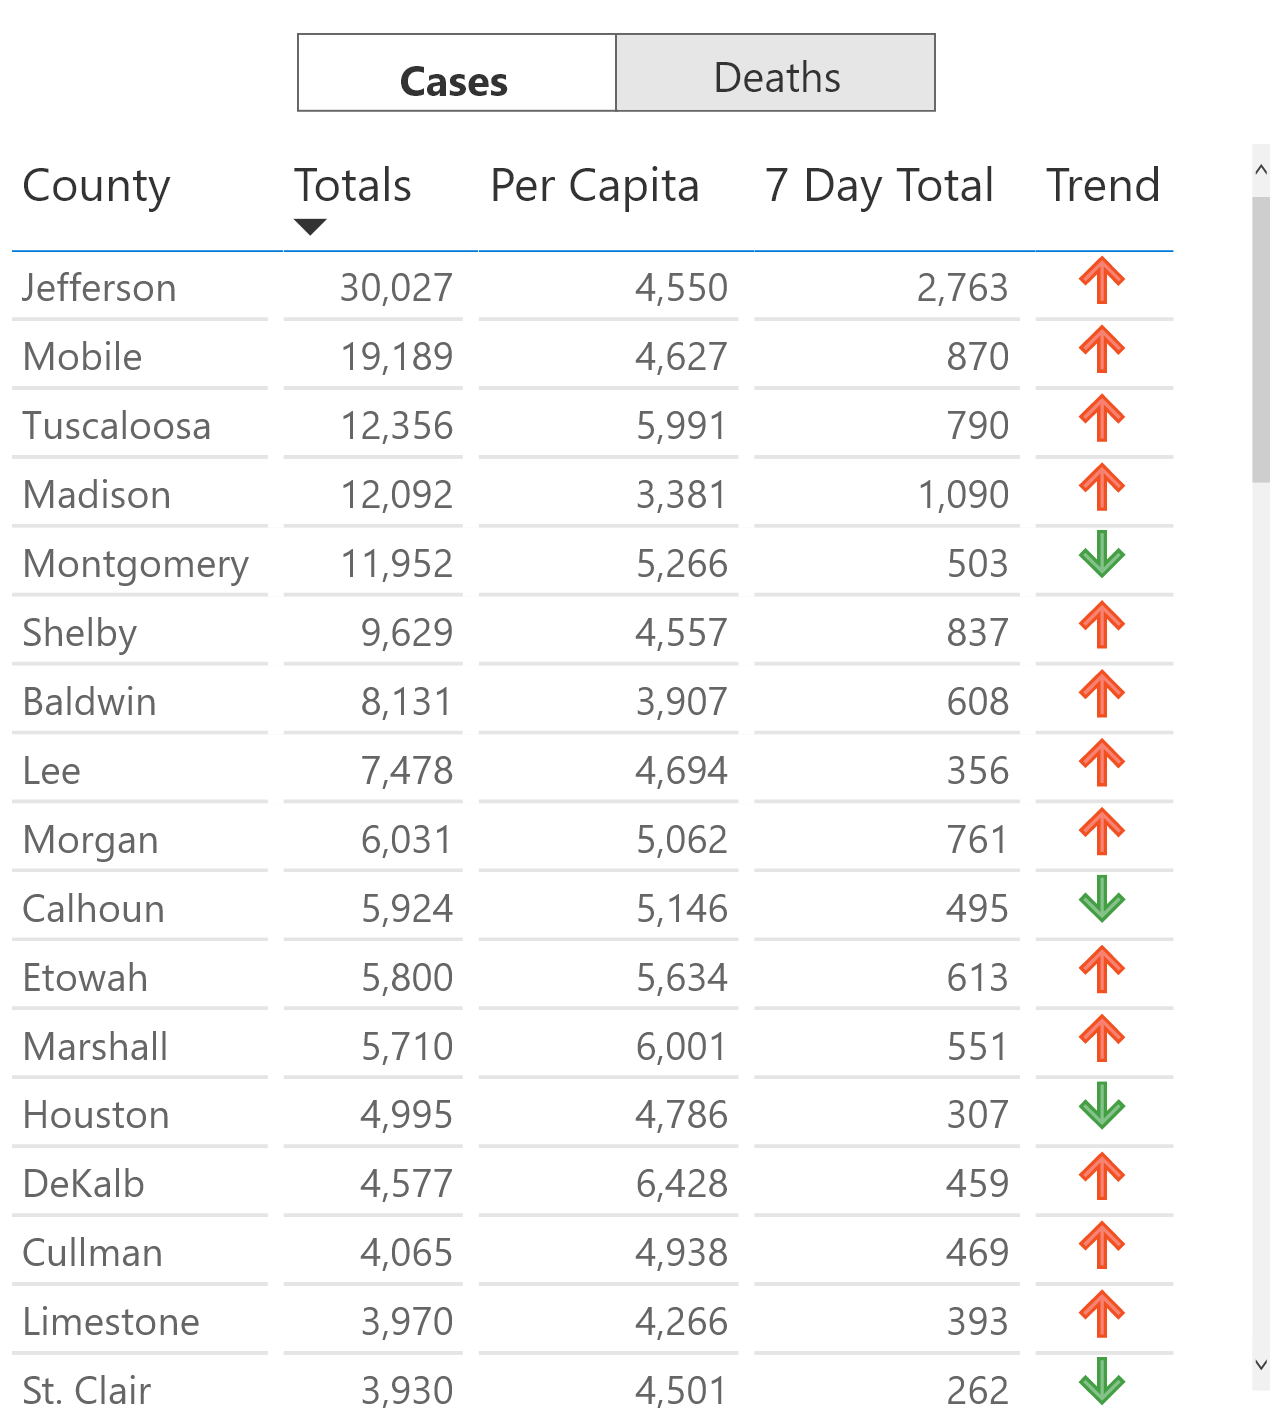 Cases Deaths
County Totals Per Capita 7 Day Total Trend
Jefferson 30,027 4,550 2,763
Mobile 19,189 4,627 870
Tuscaloosa 12,356 5,991 790
Madison 12,092 3,381 1,090
Montgomery 11,952 5,266 503
Shelby 9,629 4,557 837
Baldwin 8,131 3,907 608
Lee 7,478 4,694 356
Morgan 6,031 5,062 761
Calhoun 5,924 5,146 495
Etowah 5,800 5,634 613
Marshall 5,710 6,001 551
Houston 4,995 4,786 307
DeKalb 4,577 6,428 459
Cullman 4,065 4,938 469
Limestone 3,970 4,266 393
St. Clair 3,930 4,501 262